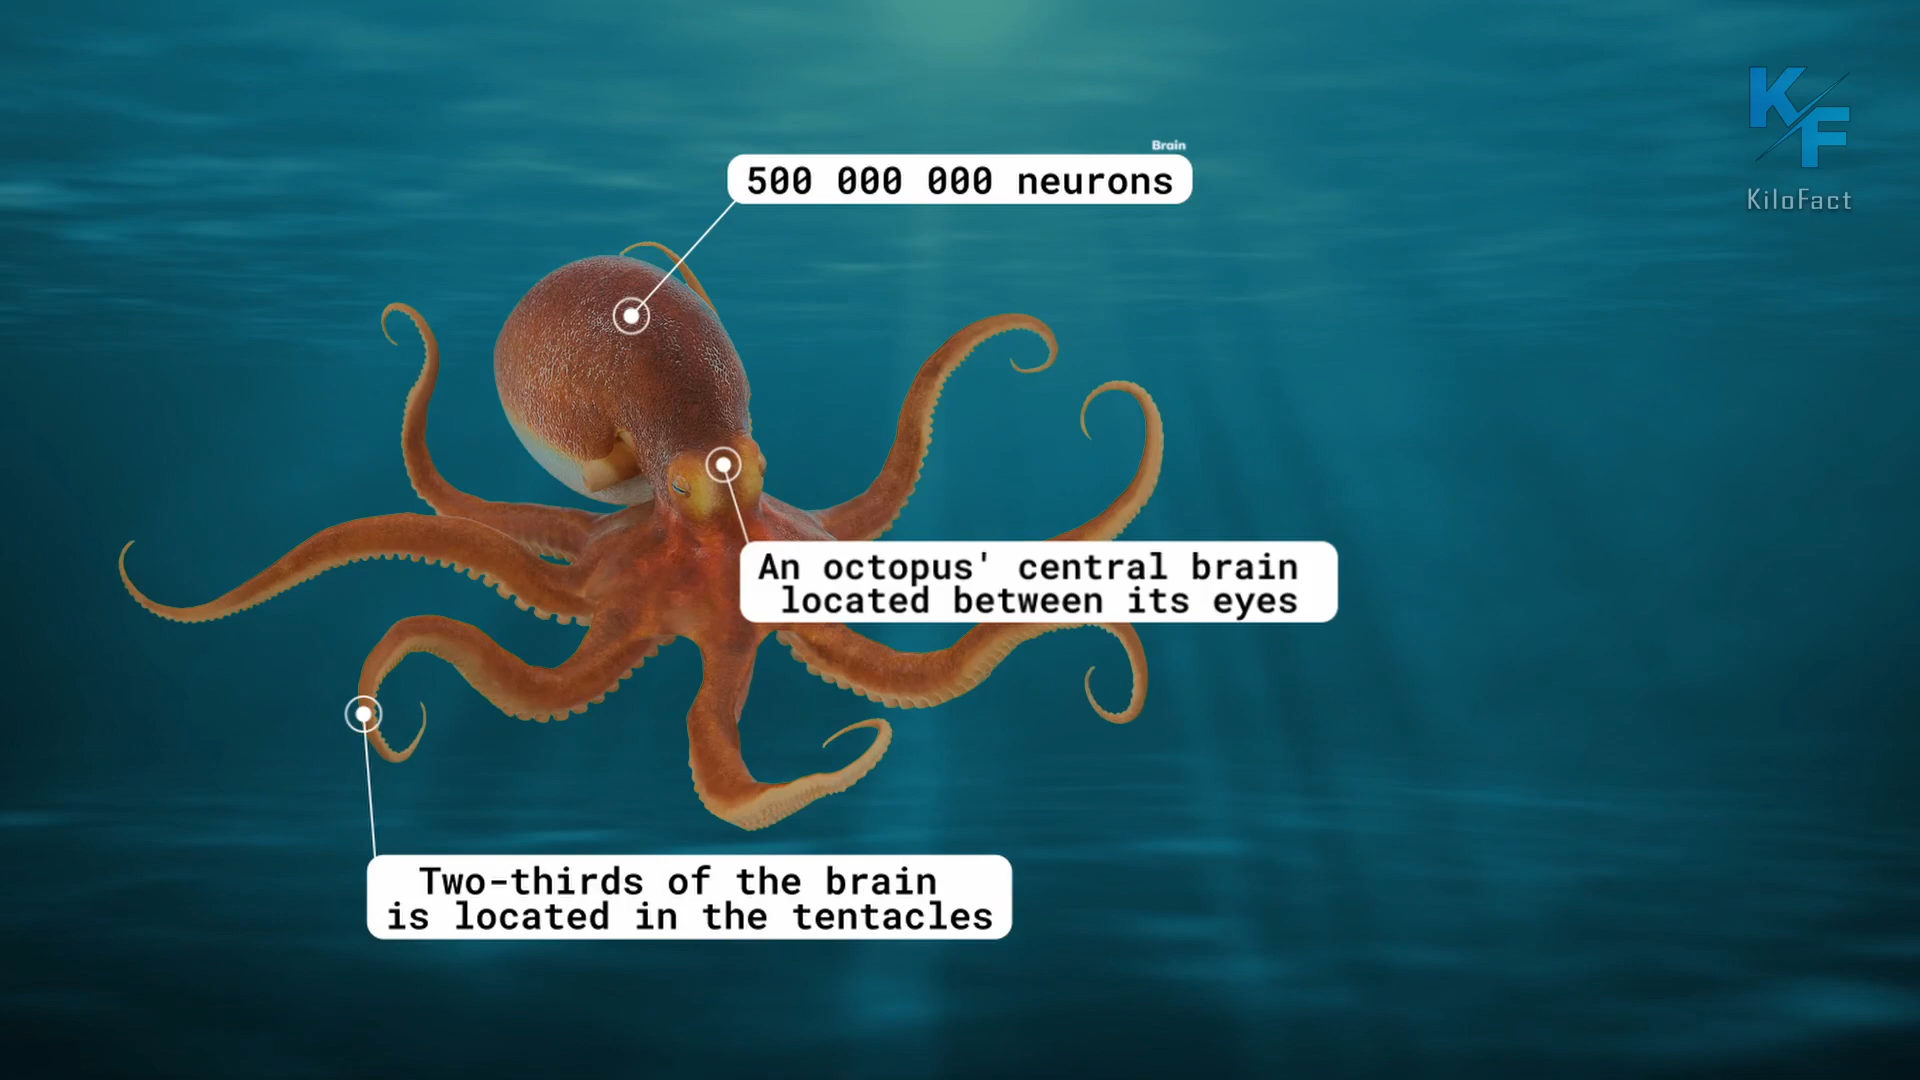 KF
KiloFact
Brain
500 000 000 neurons
An octopus' central brain
located between its eyes
Two-thirds of the brain
is located in the tentacles